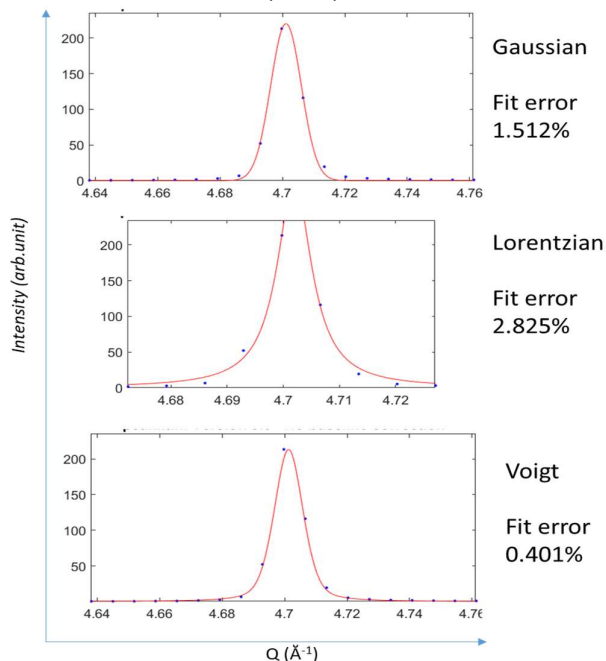 200
150
100
50
0
4.64 4.66 4.68 4.7 4.72 4.74 4.76
Gaussian
Fit error
1.512%
200
150
100
50
0
4.68 4.69 4.7 4.71 4.72
Lorentzian
Fit error
2.825%
200
150
100
50
4.64 4.66 4.68 4.7 4.72 4.74 4.76
Voigt
Fit error
0.401%
Intensity (arb.unit)
Q (Å⁻¹)